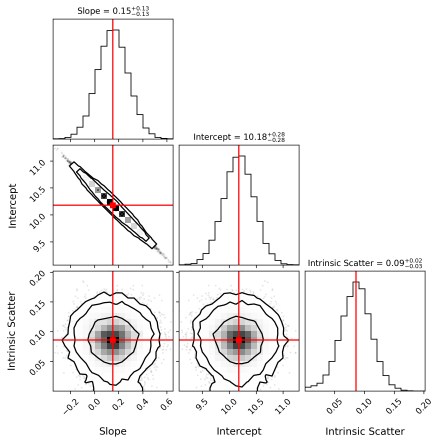 Slope = 0.15+0.13−0.13
Intercept = 10.18+0.28−0.28
Intrinsic Scatter = 0.09+0.02−0.03
Intercept
11.0
10.5
10.0
9.5
Intrinsic Scatter
0.20
0.15
0.10
0.05
−0.2 0.0 0.2 0.4 0.6
9.5 10.0 10.5 11.0
0.05 0.10 0.15 0.20
Slope Intercept Intrinsic Scatter